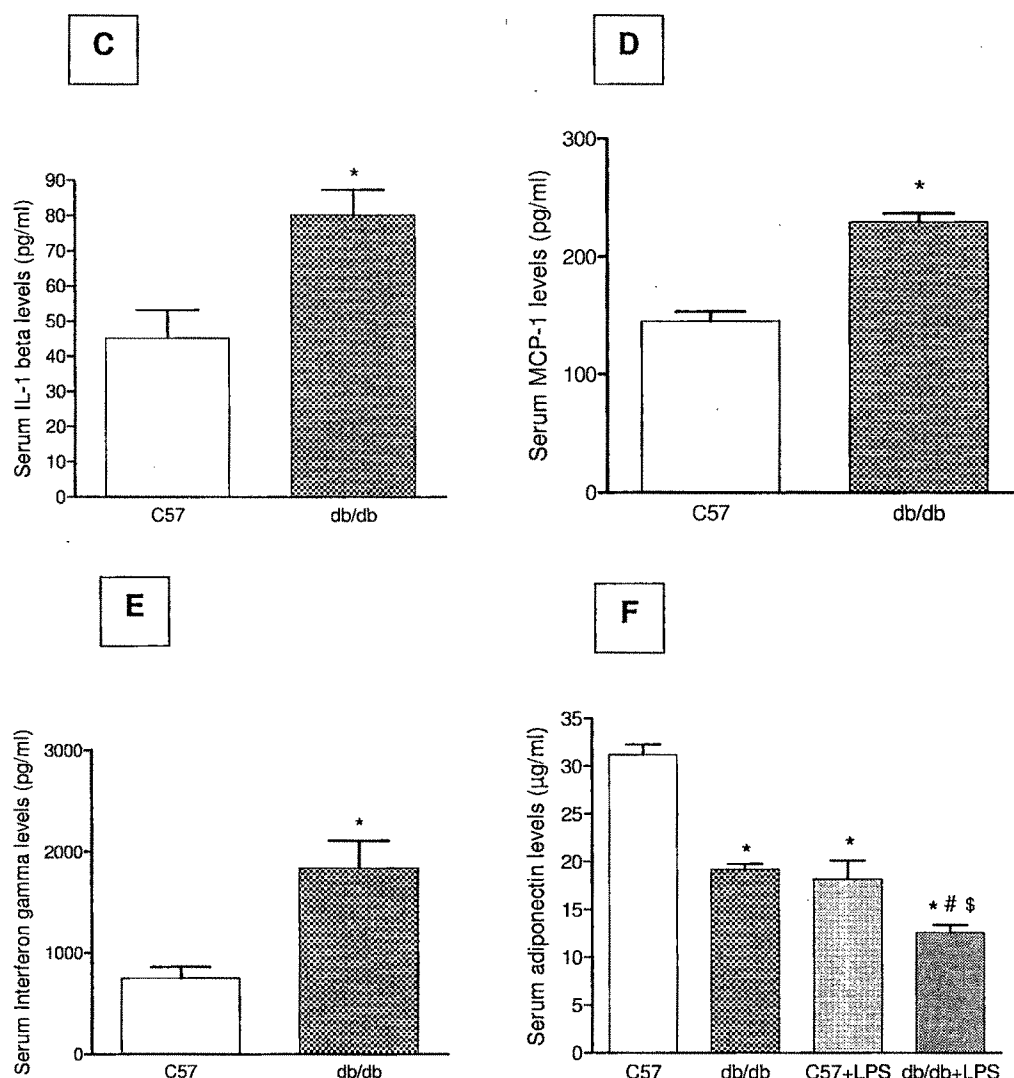 C
Serum IL-1 beta levels (pg/ml)
90
80
70
60
50
40
30
20
10
0
*
C57 db/db
D
Serum MCP-1 levels (pg/ml)
300
200
100
0
*
C57 db/db
E
Serum Interferon gamma levels (pg/ml)
3000
2000
1000
0
*
C57 db/db
F
Serum adiponectin levels (µg/ml)
35
30
25
20
15
10
5
0
*
*
* # $
C57 db/db C57+LPS db/db+LPS